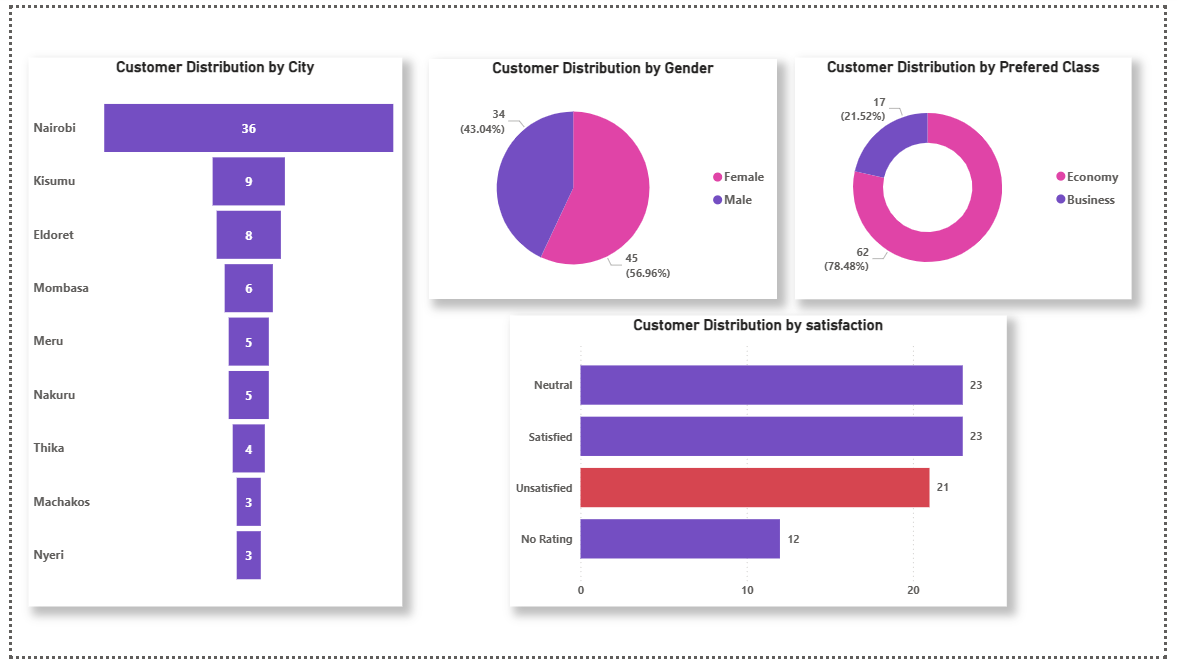 Customer Distribution by City
Nairobi
36
Kisumu
9
Eldoret
8
Mombasa
6
Meru
5
Nakuru
5
Thika
4
Machakos
3
Nyeri
3
Customer Distribution by Gender
34
(43.04%)
Female
Male
45
(56.96%)
Customer Distribution by Prefered Class
17
(21.52%)
Economy
Business
62
(78.48%)
Customer Distribution by satisfaction
Neutral
23
Satisfied
23
Unsatisfied
21
No Rating
12
0
10
20